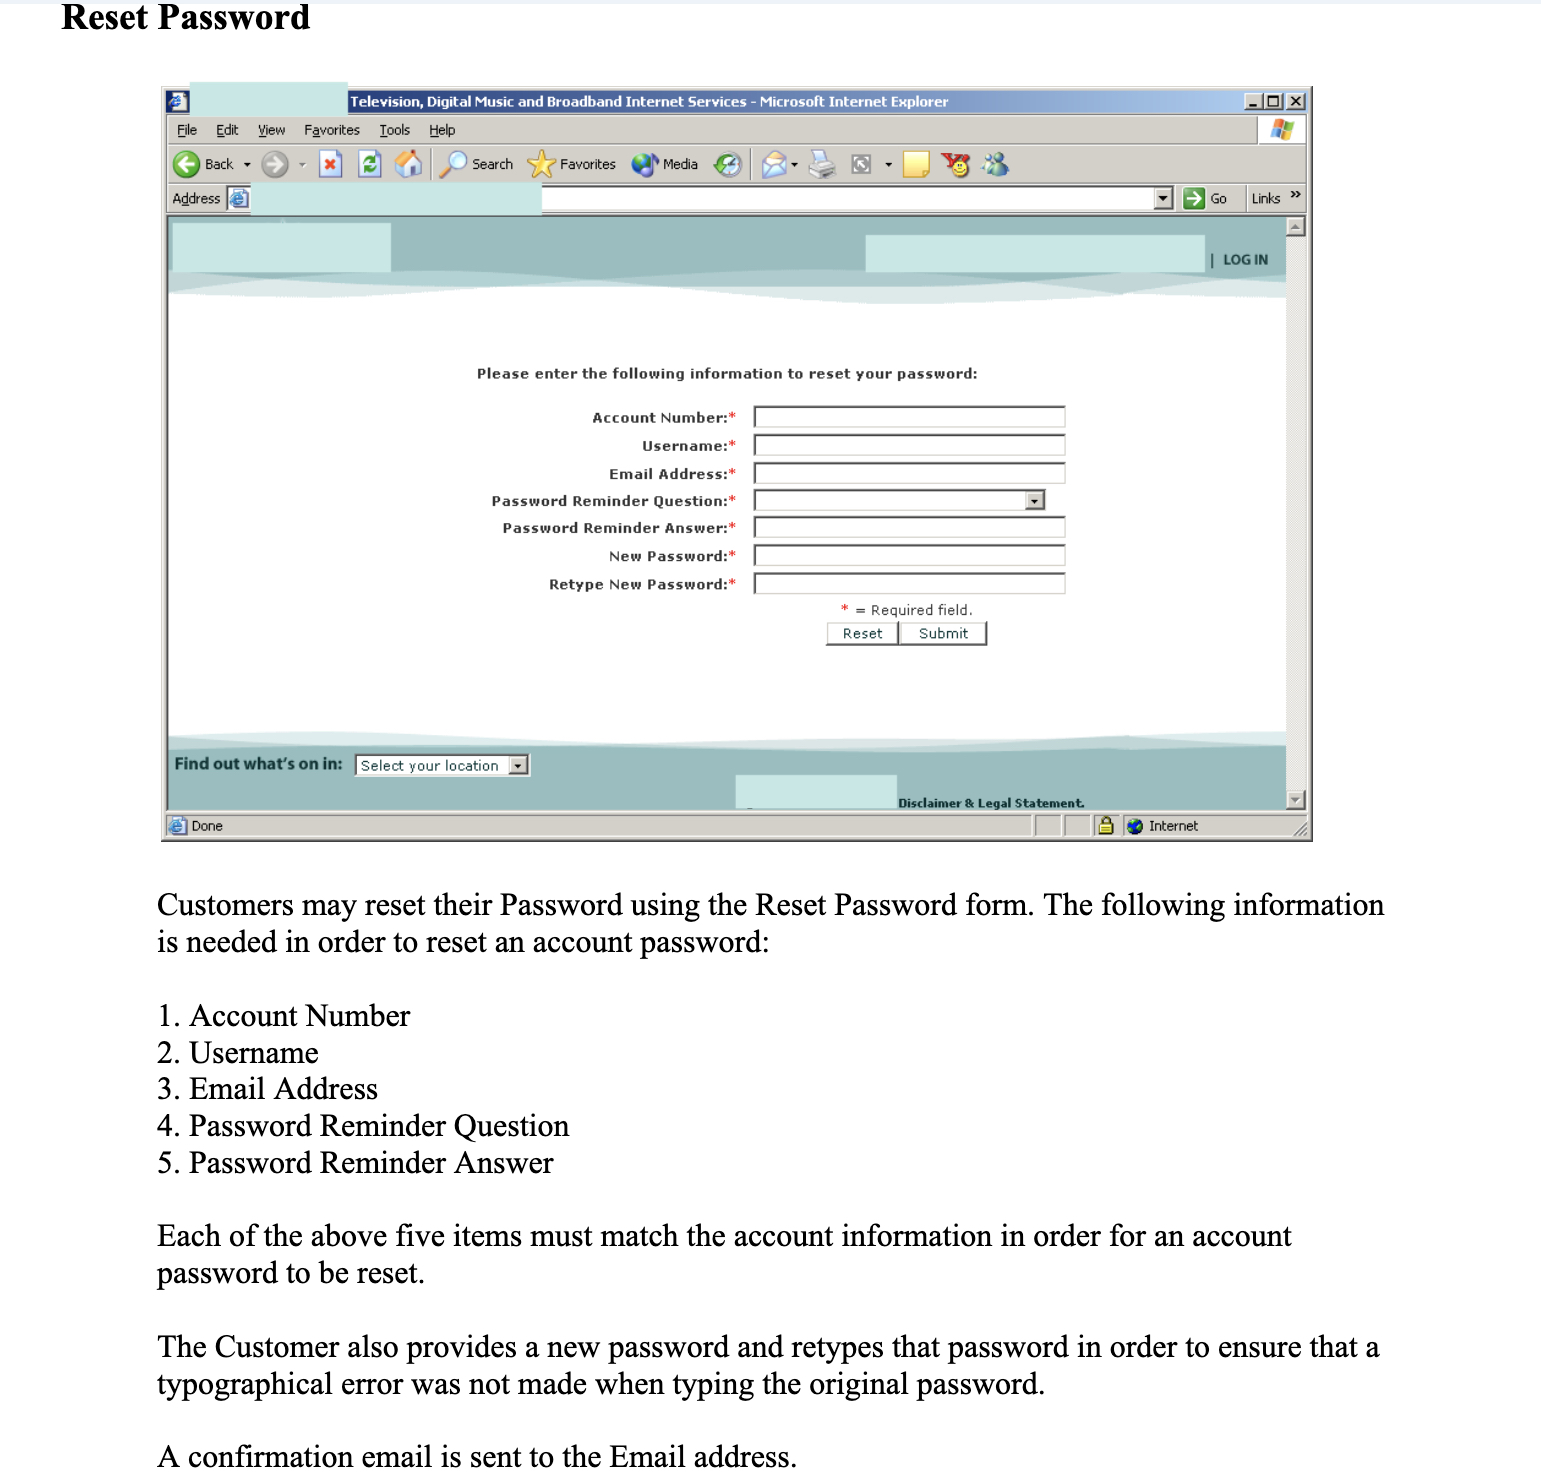 Reset Password
Television, Digital Music and Broadband Internet Services - Microsoft Internet Explorer
File Edit View Favorites Tools Help
Back Search Favorites Media
Address Go Links »
| LOG IN
Please enter the following information to reset your password:
Account Number:*
Username:*
Email Address:*
Password Reminder Question:*
Password Reminder Answer:*
New Password:*
Retype New Password:*
* = Required field.
Reset Submit
Find out what's on in: Select your location
Disclaimer & Legal Statement.
Done Internet
Customers may reset their Password using the Reset Password form. The following information
is needed in order to reset an account password:
1. Account Number
2. Username
3. Email Address
4. Password Reminder Question
5. Password Reminder Answer
Each of the above five items must match the account information in order for an account
password to be reset.
The Customer also provides a new password and retypes that password in order to ensure that a
typographical error was not made when typing the original password.
A confirmation email is sent to the Email address.